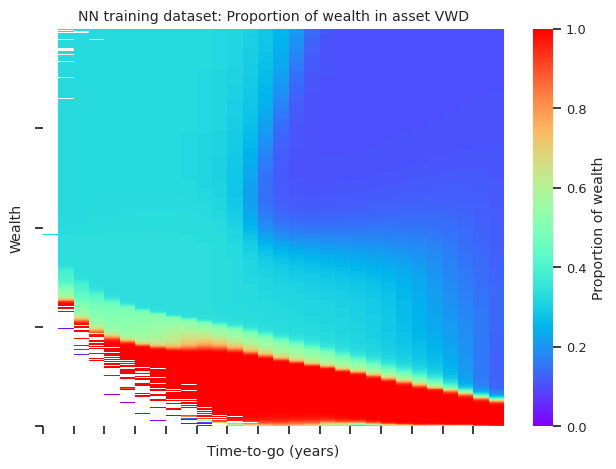 NN training dataset: Proportion of wealth in asset VWD
Wealth
Time-to-go (years)
1.0
0.8
0.6
0.4
0.2
0.0
Proportion of wealth